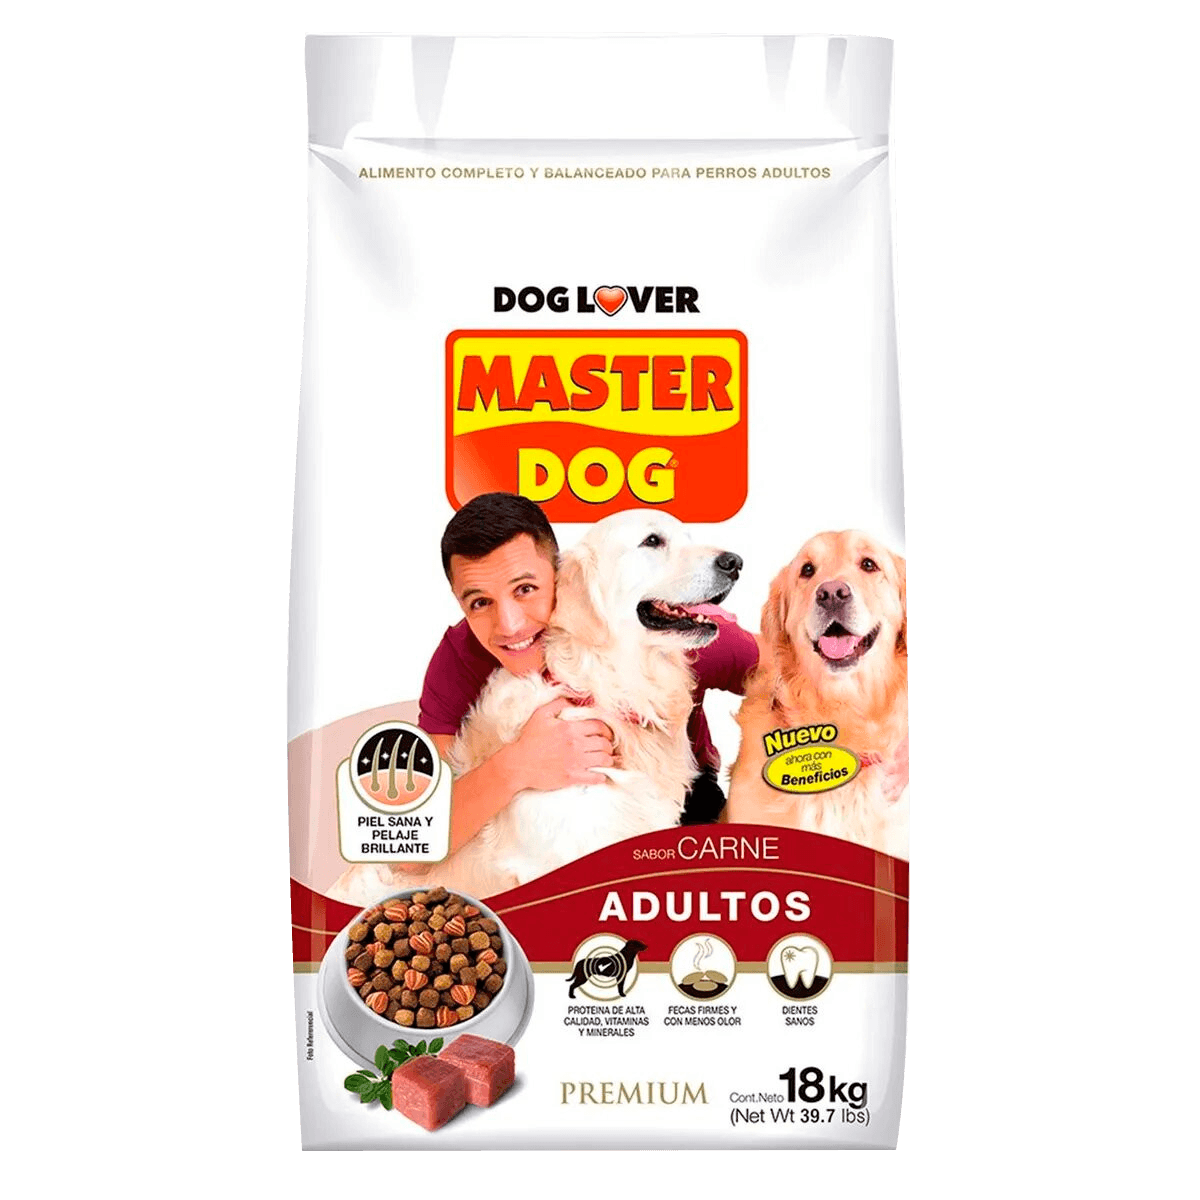 ALIMENTO COMPLETO Y BALANCEADO PARA PERROS ADULTOS
DOG LOVER
MASTER
DOG®
Nuevo
ahora con
más
Beneficios
PIEL SANA Y
PELAJE
BRILLANTE
SABOR CARNE
ADULTOS
PROTEINA DE ALTA
CALIDAD, VITAMINAS
Y MINERALES
FECAS FIRMES Y
CON MENOS OLOR
DIENTES
SANOS
Foto Referencial
PREMIUM
Cont.Neto 18kg
(Net Wt 39.7 lbs)